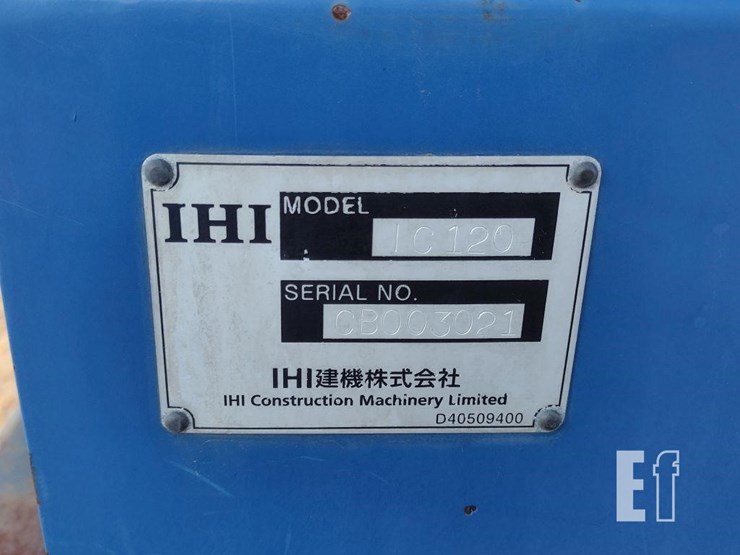 IHI
MODEL
IC120
SERIAL NO.
CB003021
IHI建機株式会社
IHI Construction Machinery Limited
D40509400
Ef